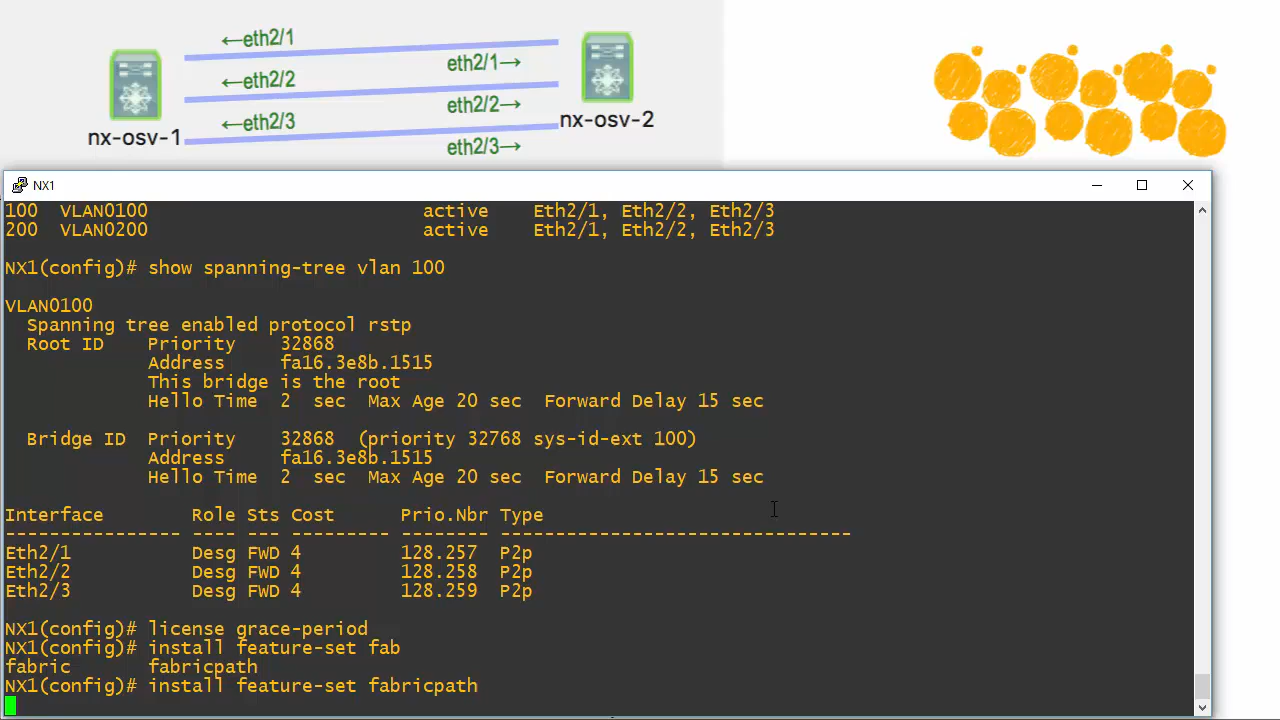 ←eth2/1
eth2/1→
←eth2/2
eth2/2→
←eth2/3
eth2/3→
nx-osv-1
nx-osv-2
NX1
100  VLAN0100                         active    Eth2/1, Eth2/2, Eth2/3
200  VLAN0200                         active    Eth2/1, Eth2/2, Eth2/3
NX1(config)# show spanning-tree vlan 100
VLAN0100
  Spanning tree enabled protocol rstp
  Root ID    Priority    32868
             Address     fa16.3e8b.1515
             This bridge is the root
             Hello Time  2  sec  Max Age 20 sec  Forward Delay 15 sec
  Bridge ID  Priority    32868  (priority 32768 sys-id-ext 100)
             Address     fa16.3e8b.1515
             Hello Time  2  sec  Max Age 20 sec  Forward Delay 15 sec
Interface        Role Sts Cost      Prio.Nbr Type
---------------- ---- --- --------- -------- --------------------------------
Eth2/1           Desg FWD 4         128.257  P2p
Eth2/2           Desg FWD 4         128.258  P2p
Eth2/3           Desg FWD 4         128.259  P2p
NX1(config)# license grace-period
NX1(config)# install feature-set fab
fabric       fabricpath
NX1(config)# install feature-set fabricpath